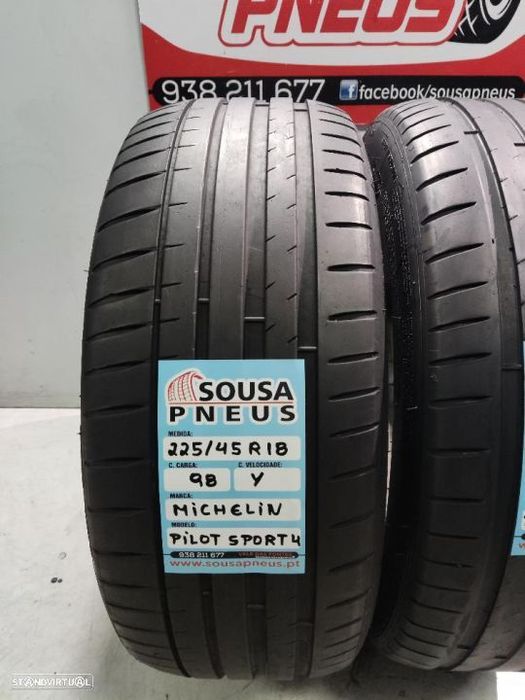 PNEUS
938 211 677 facebook/sousapneus
SOUSA
PNEUS
MEDIDA:
225/45 R18
C. CARGA: C. VELOCIDADE:
98 Y
MARCA:
MICHELIN
MODELO:
PILOT SPORT 4
938 211 677
www.sousapneus.pt
STANDVIRTUAL